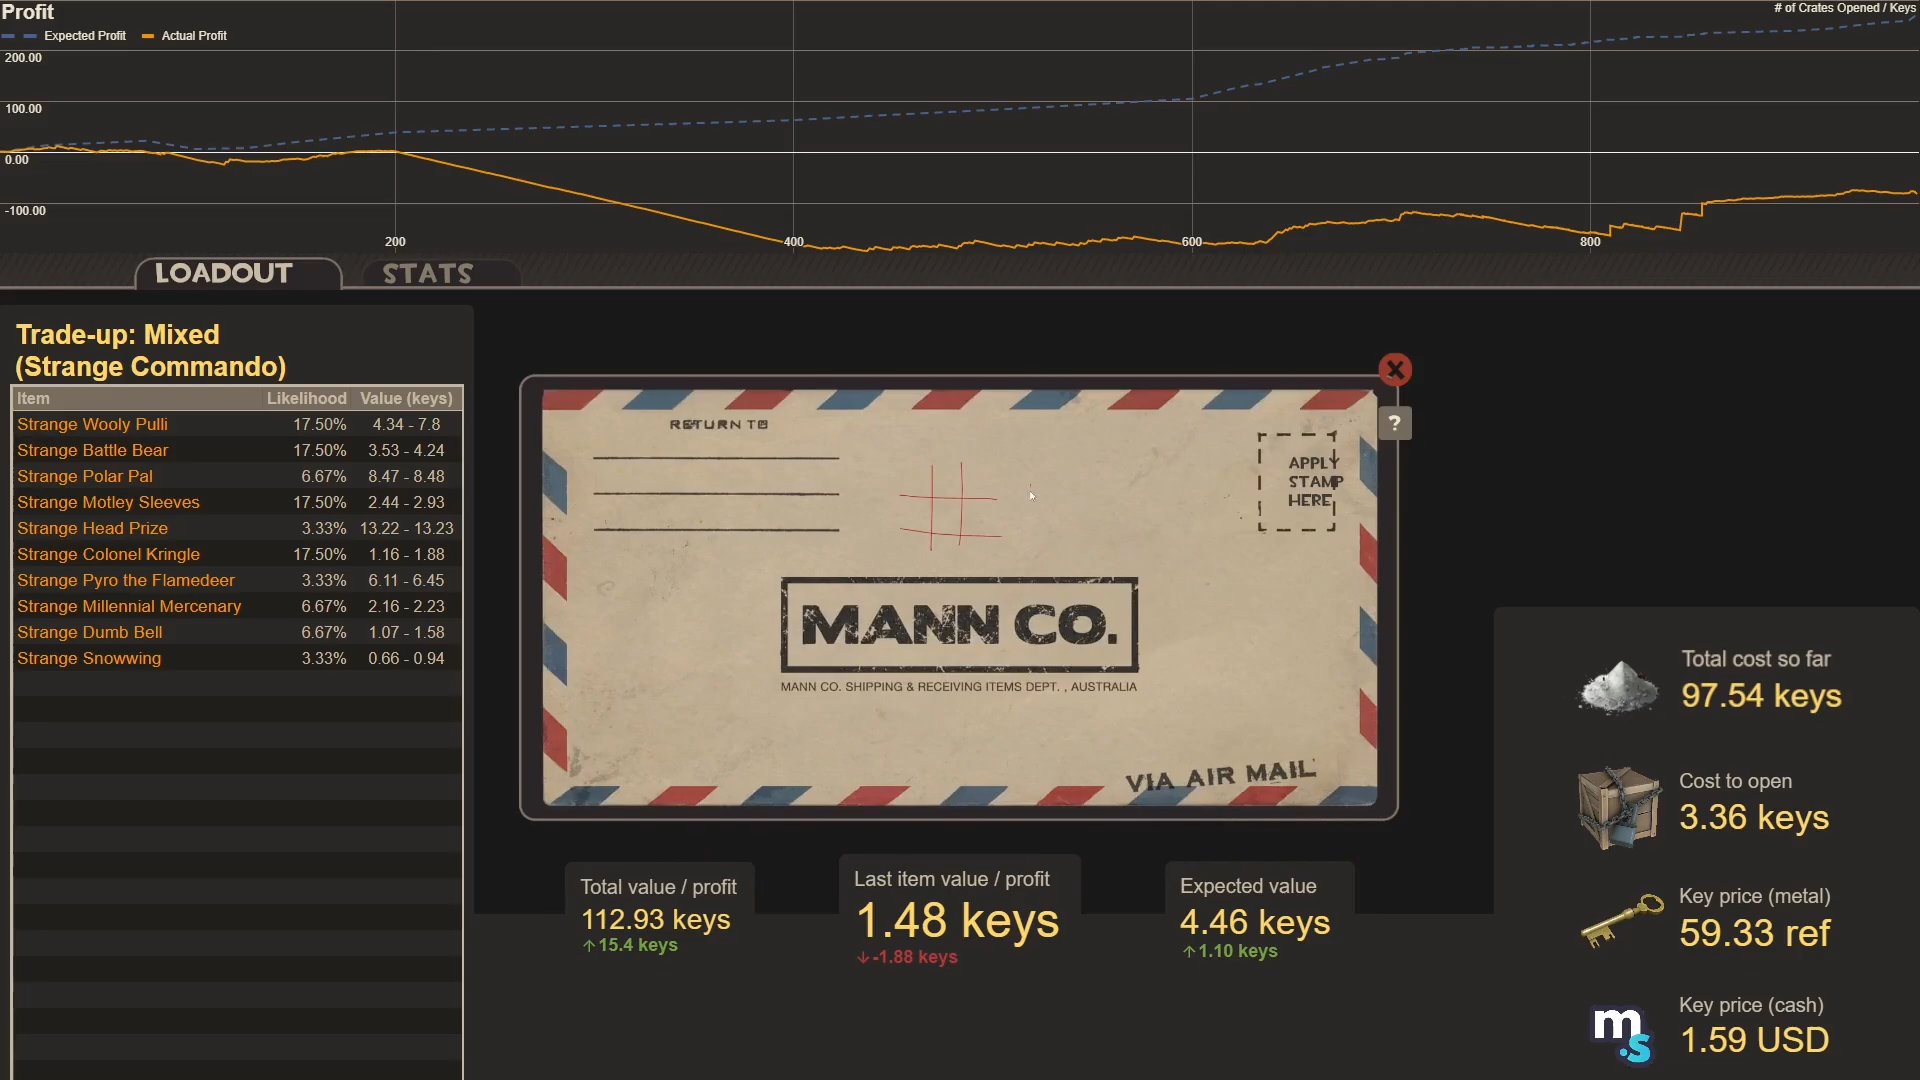 Profit
# of Crates Opened / Keys
Expected Profit Actual Profit
200.00
100.00
0.00
-100.00
200 400 600 800
LOADOUT STATS
Trade-up: Mixed
(Strange Commando)
Item Likelihood Value (keys)
Strange Wooly Pulli 17.50% 4.34 - 7.8
Strange Battle Bear 17.50% 3.53 - 4.24
Strange Polar Pal 6.67% 8.47 - 8.48
Strange Motley Sleeves 17.50% 2.44 - 2.93
Strange Head Prize 3.33% 13.22 - 13.23
Strange Colonel Kringle 17.50% 1.16 - 1.88
Strange Pyro the Flamedeer 3.33% 6.11 - 6.45
Strange Millennial Mercenary 6.67% 2.16 - 2.23
Strange Dumb Bell 6.67% 1.07 - 1.58
Strange Snowwing 3.33% 0.66 - 0.94
?
RETURN TO
APPLY
STAMP
HERE
MANN CO.
MANN CO. SHIPPING & RECEIVING ITEMS DEPT. , AUSTRALIA
VIA AIR MAIL
Total value / profit
112.93 keys
↑15.4 keys
Last item value / profit
1.48 keys
↓-1.88 keys
Expected value
4.46 keys
↑1.10 keys
Total cost so far
97.54 keys
Cost to open
3.36 keys
Key price (metal)
59.33 ref
Key price (cash)
1.59 USD
m.s